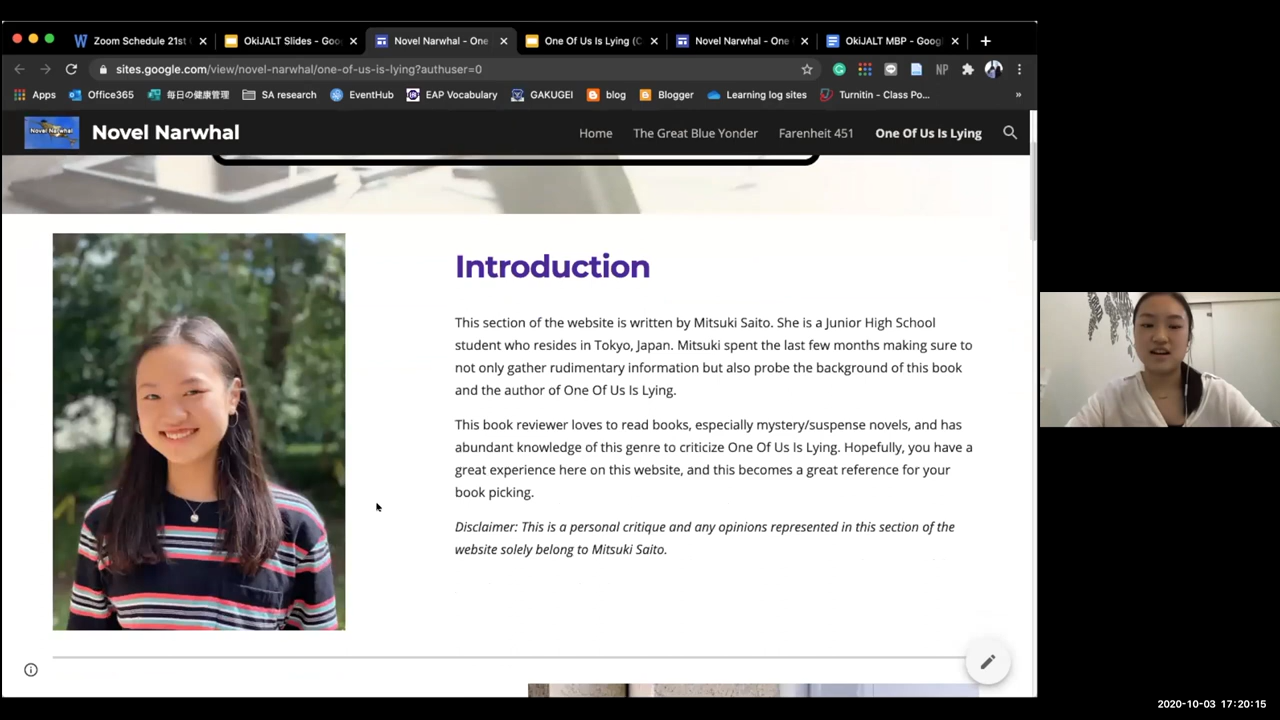 Zoom Schedule 21st
OkiJALT Slides - Goo
Novel Narwhal - One
One Of Us Is Lying (C
Novel Narwhal - One
OkiJALT MBP - Googl
sites.google.com/view/novel-narwhal/one-of-us-is-lying?authuser=0
NP
Apps
Office365
毎日の健康管理
SA research
EventHub
EAP Vocabulary
GAKUGEI
blog
Blogger
Learning log sites
Turnitin - Class Po...
»
Novel Narwhal
Novel Narwhal
Home
The Great Blue Yonder
Farenheit 451
One Of Us Is Lying
Introduction
This section of the website is written by Mitsuki Saito. She is a Junior High School
student who resides in Tokyo, Japan. Mitsuki spent the last few months making sure to
not only gather rudimentary information but also probe the background of this book
and the author of One Of Us Is Lying.
This book reviewer loves to read books, especially mystery/suspense novels, and has
abundant knowledge of this genre to criticize One Of Us Is Lying. Hopefully, you have a
great experience here on this website, and this becomes a great reference for your
book picking.
Disclaimer: This is a personal critique and any opinions represented in this section of the
website solely belong to Mitsuki Saito.
2020-10-03 17:20:15